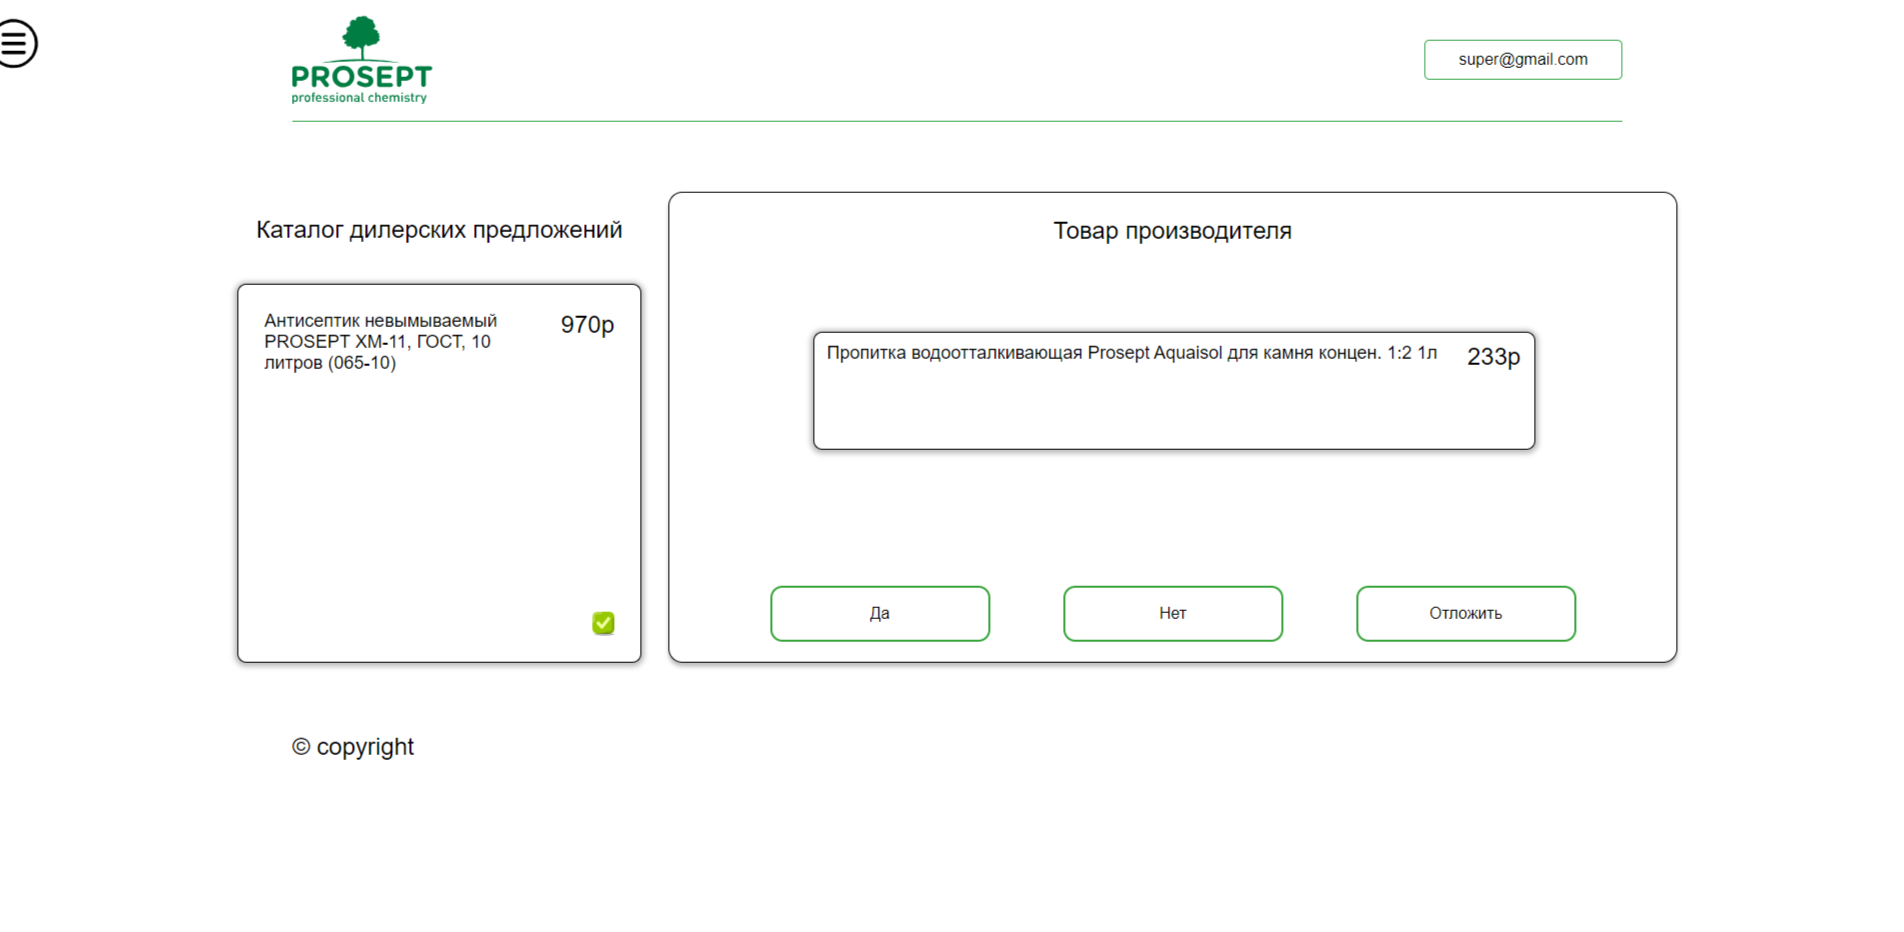 PROSEPT
professional chemistry
super@gmail.com
Каталог дилерских предложений
Антисептик невымываемый
PROSEPT ХМ-11, ГОСТ, 10
литров (065-10)
970р
Товар производителя
Пропитка водоотталкивающая Prosept Aquaisol для камня концен. 1:2 1л
233р
Да
Нет
Отложить
© copyright